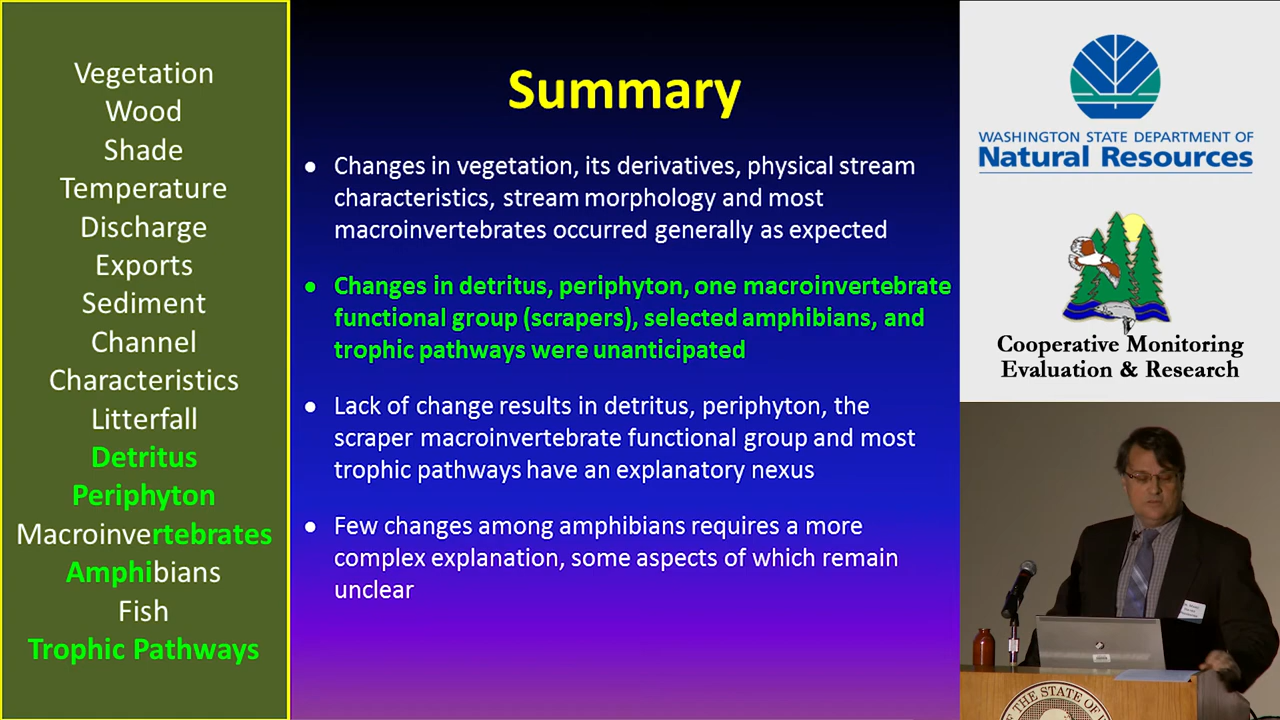 Vegetation
Wood
Shade
Temperature
Discharge
Exports
Sediment
Channel
Characteristics
Litterfall
Detritus
Periphyton
Macroinvertebrates
Amphibians
Fish
Trophic Pathways
Summary
• Changes in vegetation, its derivatives, physical stream
characteristics, stream morphology and most
macroinvertebrates occurred generally as expected
• Changes in detritus, periphyton, one macroinvertebrate
functional group (scrapers), selected amphibians, and
trophic pathways were unanticipated
• Lack of change results in detritus, periphyton, the
scraper macroinvertebrate functional group and most
trophic pathways have an explanatory nexus
• Few changes among amphibians requires a more
complex explanation, some aspects of which remain
unclear
WASHINGTON STATE DEPARTMENT OF
Natural Resources
Cooperative Monitoring
Evaluation & Research
THE STATE OF